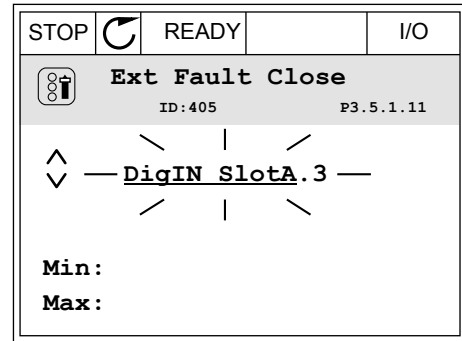 STOP READY I/O
Ext Fault Close
ID:405 P3.5.1.11
DigIN SlotA.3
Min:
Max: